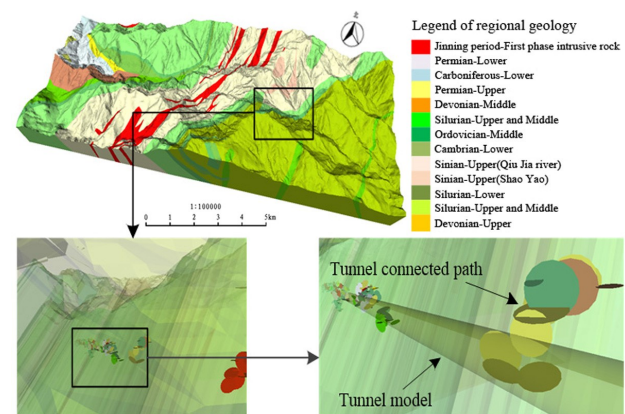 Legend of regional geology
Jinning period-First phase intrusive rock
Permian-Lower
Carboniferous-Lower
Permian-Upper
Devonian-Middle
Silurian-Upper and Middle
Ordovician-Middle
Cambrian-Lower
Sinian-Upper(Qiu Jia river)
Sinian-Upper(Shao Yao)
Silurian-Lower
Silurian-Upper and Middle
Devonian-Upper
1:100000
0 1 2 3 4 5km
Tunnel connected path
Tunnel model